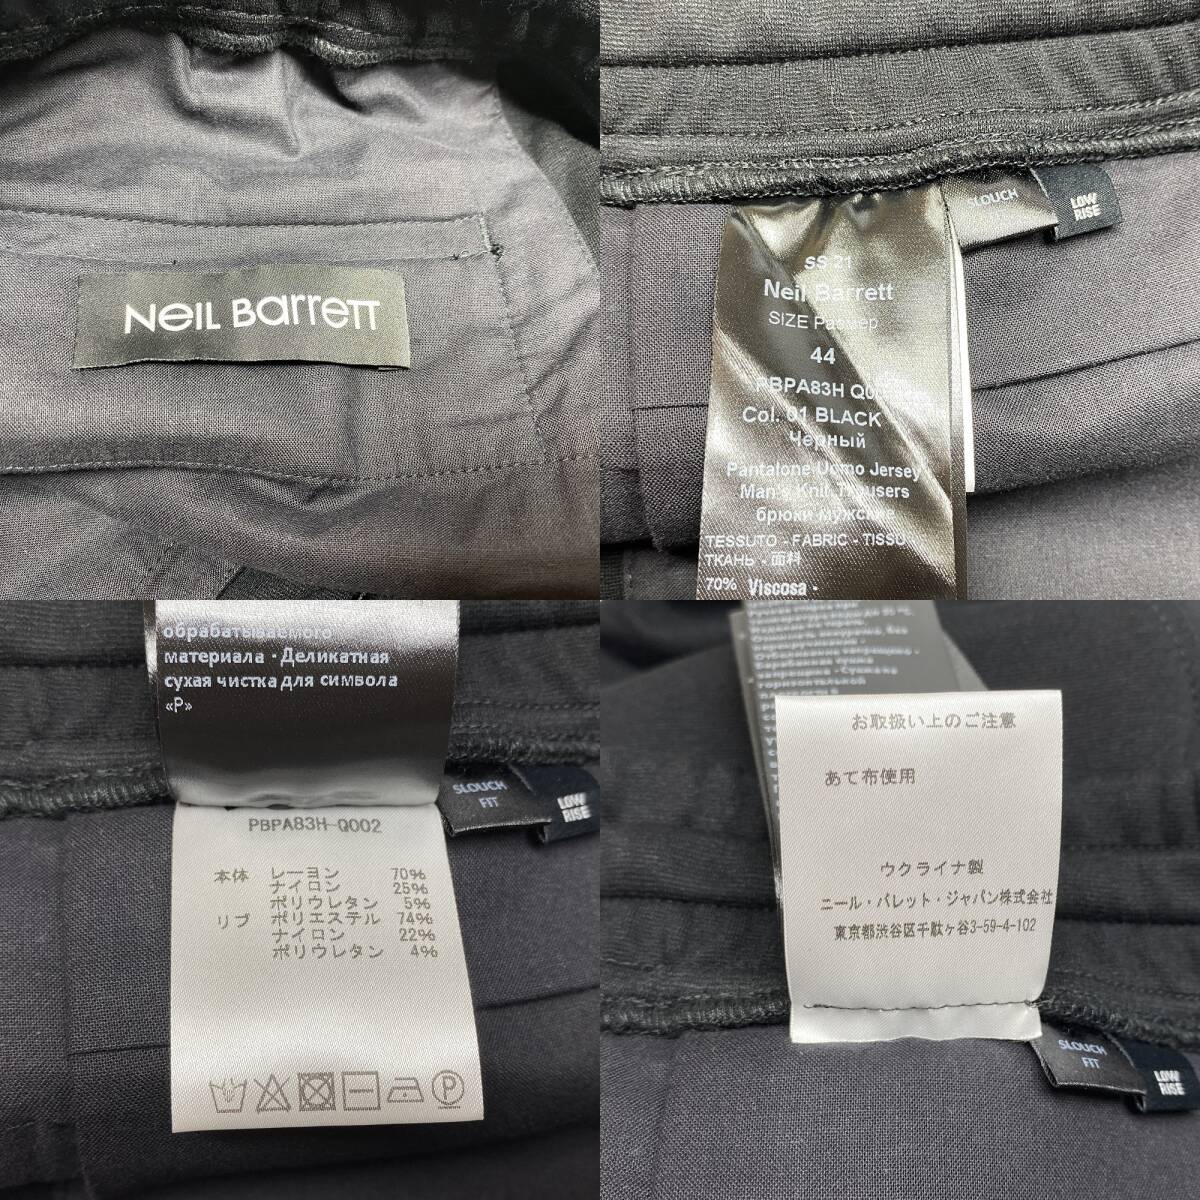 Neil Barrett
SLOUCH
LOW
RISE
SS 21
Neil Barrett
SIZE Размер
44
PBPA83H
Col. 01 BLACK
Черный
Pantalone Uomo Jersey
Man's Knit Trousers
брюки мужские
TESSUTO - FABRIC - TISSU -
ТКАНЬ - 面料
70% Viscosa -
обрабатываемого
материала · Деликатная
сухая чистка для символа
«P»
SLOUCH
FIT
LOW
RISE
PBPA83H-Q002
本体 レーヨン 70%
ナイロン 25%
ポリウレタン 5%
リブ ポリエステル 74%
ナイロン 22%
ポリウレタン 4%
P
お取扱い上のご注意
あて布使用
ウクライナ製
ニール・バレット・ジャパン株式会社
東京都渋谷区千駄ヶ谷3-59-4-102
SLOUCH
FIT
LOW
RISE